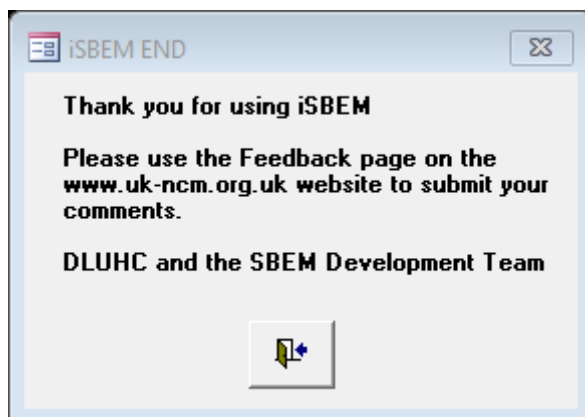 iSBEM END
Thank you for using iSBEM
Please use the Feedback page on the
www.uk-ncm.org.uk website to submit your
comments.
DLUHC and the SBEM Development Team